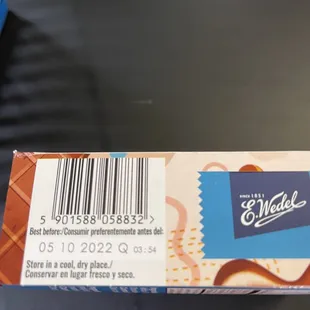 5 901588 058832 >
Best before:/Consumir preferentemente antes del:
05 10 2022 Q 03:54
Store in a cool, dry place./
Conservar en lugar fresco y seco.
SINCE 1851
E.Wedel